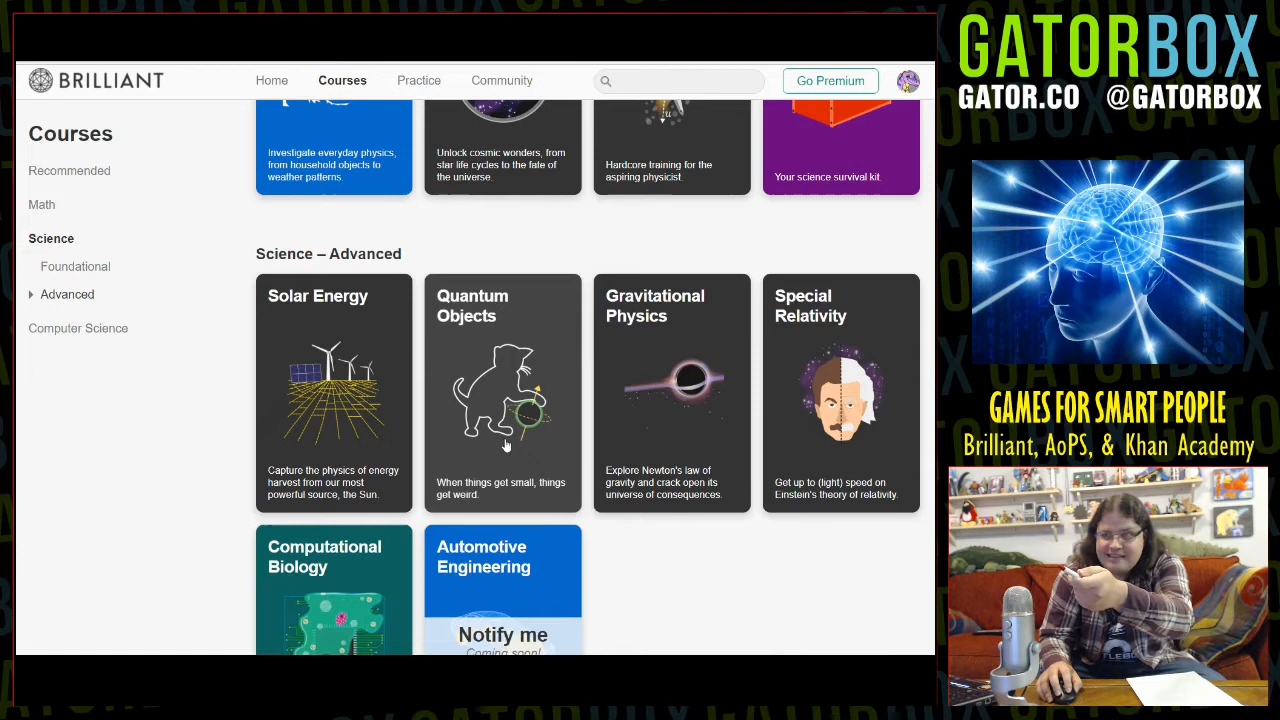 BRILLIANT
Home
Courses
Practice
Community
Go Premium
Courses
Recommended
Math
Science
Foundational
Advanced
Computer Science
Investigate everyday physics,
from household objects to
weather patterns.
Unlock cosmic wonders, from
star life cycles to the fate of
the universe.
Hardcore training for the
aspiring physicist.
Your science survival kit.
Science – Advanced
Solar Energy
Capture the physics of energy
harvest from our most
powerful source, the Sun.
Quantum
Objects
When things get small, things
get weird.
Gravitational
Physics
Explore Newton's law of
gravity and crack open its
universe of consequences.
Special
Relativity
Get up to (light) speed on
Einstein's theory of relativity.
Computational
Biology
Automotive
Engineering
Notify me
Coming soon!
GATORBOX
GATOR.CO @GATORBOX
GAMES FOR SMART PEOPLE
Brilliant, AoPS, & Khan Academy